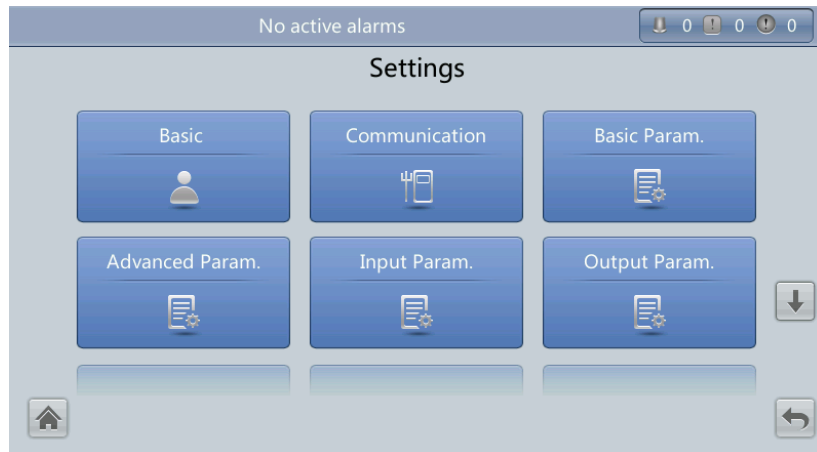 No active alarms 0 0 0
Settings
Basic Communication Basic Param.
Advanced Param. Input Param. Output Param.